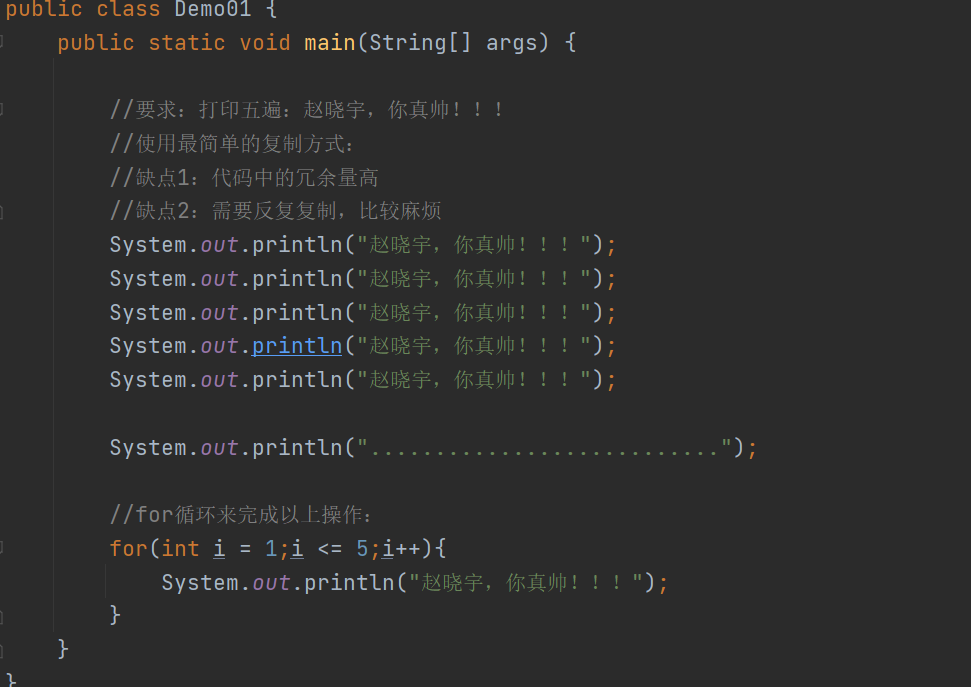 public class Demo01 {
public static void main(String[] args) {
//要求：打印五遍：赵晓宇，你真帅！！！
//使用最简单的复制方式：
//缺点1：代码中的冗余量高
//缺点2：需要反复复制，比较麻烦
System.out.println("赵晓宇，你真帅！！！");
System.out.println("赵晓宇，你真帅！！！");
System.out.println("赵晓宇，你真帅！！！");
System.out.println("赵晓宇，你真帅！！！");
System.out.println("赵晓宇，你真帅！！！");
System.out.println("...........................");
//for循环来完成以上操作：
for(int i = 1;i <= 5;i++){
System.out.println("赵晓宇，你真帅！！！");
}
}
}